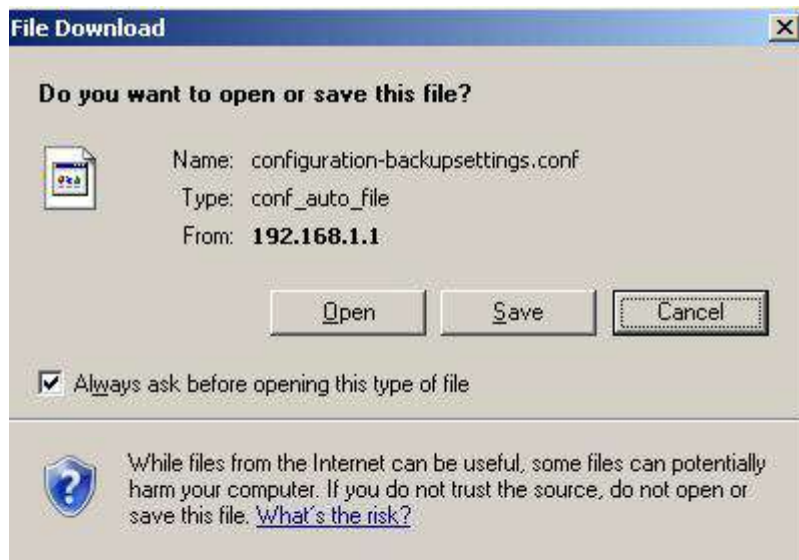 File Download
Do you want to open or save this file?
Name: configuration-backupsettings.conf
Type: conf_auto_file
From: 192.168.1.1
Open Save Cancel
Always ask before opening this type of file
While files from the Internet can be useful, some files can potentially
harm your computer. If you do not trust the source, do not open or
save this file. What's the risk?